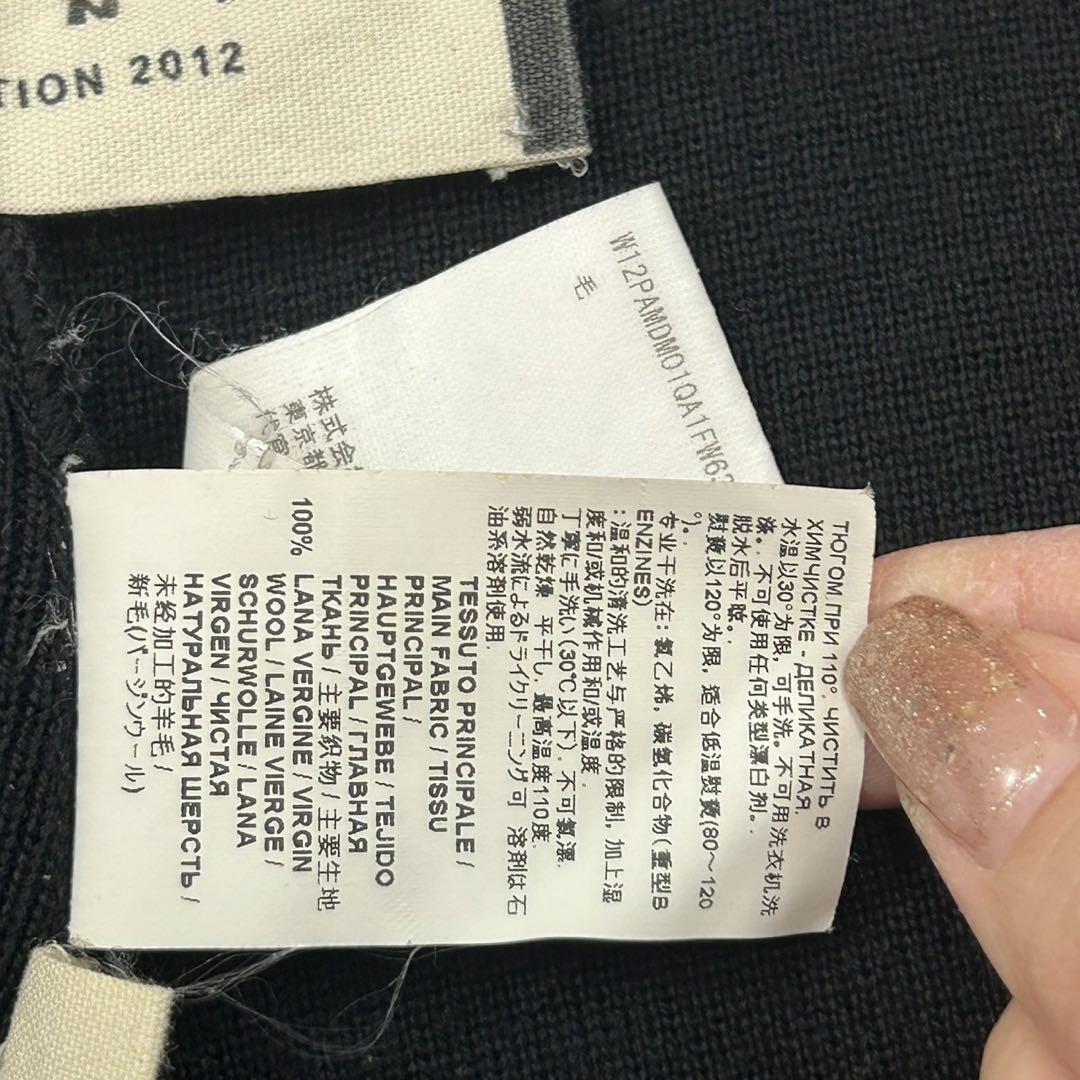 TION 2012
W12PAMDM01QA1FW63
毛
株式会
東京都
代官
ТЮГОМ ПРИ 110°. ЧИСТИТЬ В
ХИМЧИСТКЕ - ДЕЛИКАТНАЯ,
水温以30°为限，可手洗。不可用洗衣机洗
涤。. 不可使用任何类型漂白剂。.
脱水后平晾。.
熨烫以120°为限，适合低温熨烫(80～120
°)。.
专业干洗在：氯乙烯，碳氢化合物(重型B
ENZINES)
:温和的清洗工艺与严格的限制，加上湿
度和或机械作用和/或温度.
丁寧に手洗い(30℃以下). 不可氯漂.
自然乾燥. 平干し, 最高温度110度.
弱水流によるドライクリーニング可 溶剤は石
油系溶剤使用.
TESSUTO PRINCIPALE /
MAIN FABRIC / TISSU
PRINCIPAL /
HAUPTGEWEBE / TEJIDO
PRINCIPAL / ГЛАВНАЯ
ТКАНЬ / 主要织物 / 主要生地
100% LANA VERGINE / VIRGIN
WOOL / LAINE VIERGE /
SCHURWOLLE / LANA
VIRGEN / ЧИСТАЯ
НАТУРАЛЬНАЯ ШЕРСТЬ /
未经加工的羊毛 /
新毛(バージンウール)